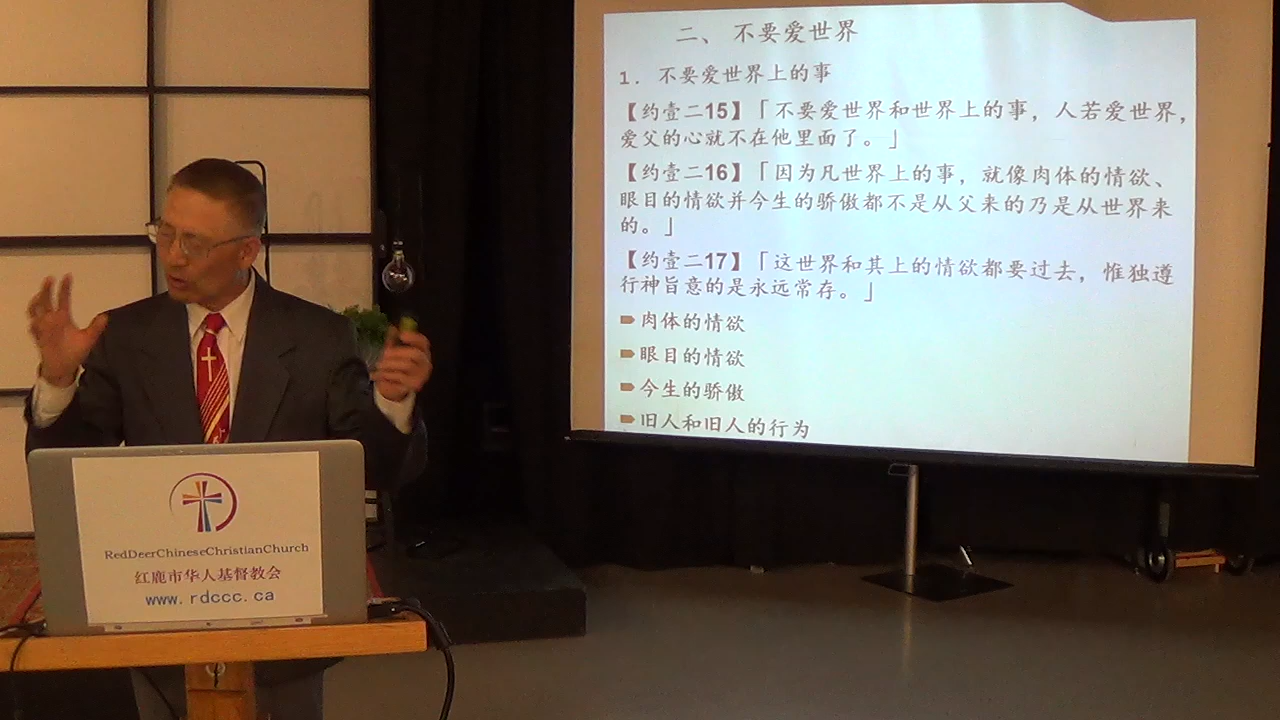 二、 不要爱世界
1. 不要爱世界上的事
【约壹二15】「不要爱世界和世界上的事，人若爱世界，
爱父的心就不在他里面了。」
【约壹二16】「因为凡世界上的事，就像肉体的情欲、
眼目的情欲并今生的骄傲都不是从父来的乃是从世界来
的。」
【约壹二17】「这世界和其上的情欲都要过去，惟独遵
行神旨意的是永远常存。」
肉体的情欲
眼目的情欲
今生的骄傲
旧人和旧人的行为
RedDeerChineseChristianChurch
红鹿市华人基督教会
www.rdccc.ca